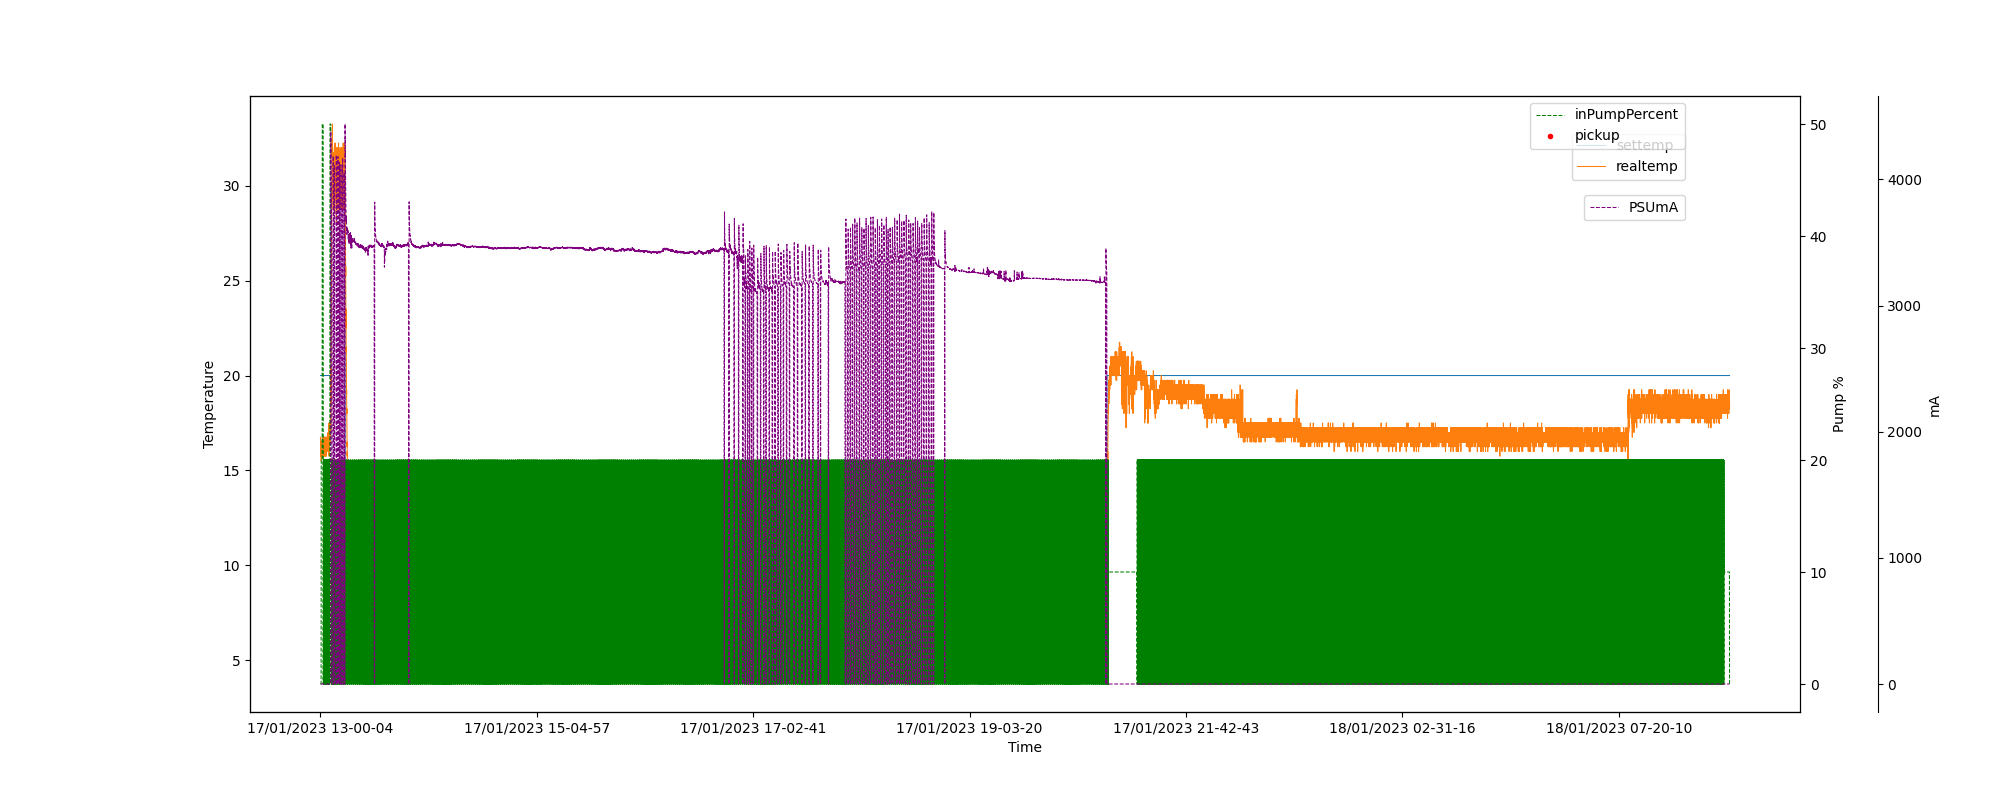 inPumpPercent
pickup
settemp
realtemp
PSUmA
30
25
20
15
10
5
Temperature
50
40
30
20
10
0
Pump %
4000
3000
2000
1000
0
mA
17/01/2023 13-00-04
17/01/2023 15-04-57
17/01/2023 17-02-41
17/01/2023 19-03-20
17/01/2023 21-42-43
18/01/2023 02-31-16
18/01/2023 07-20-10
Time